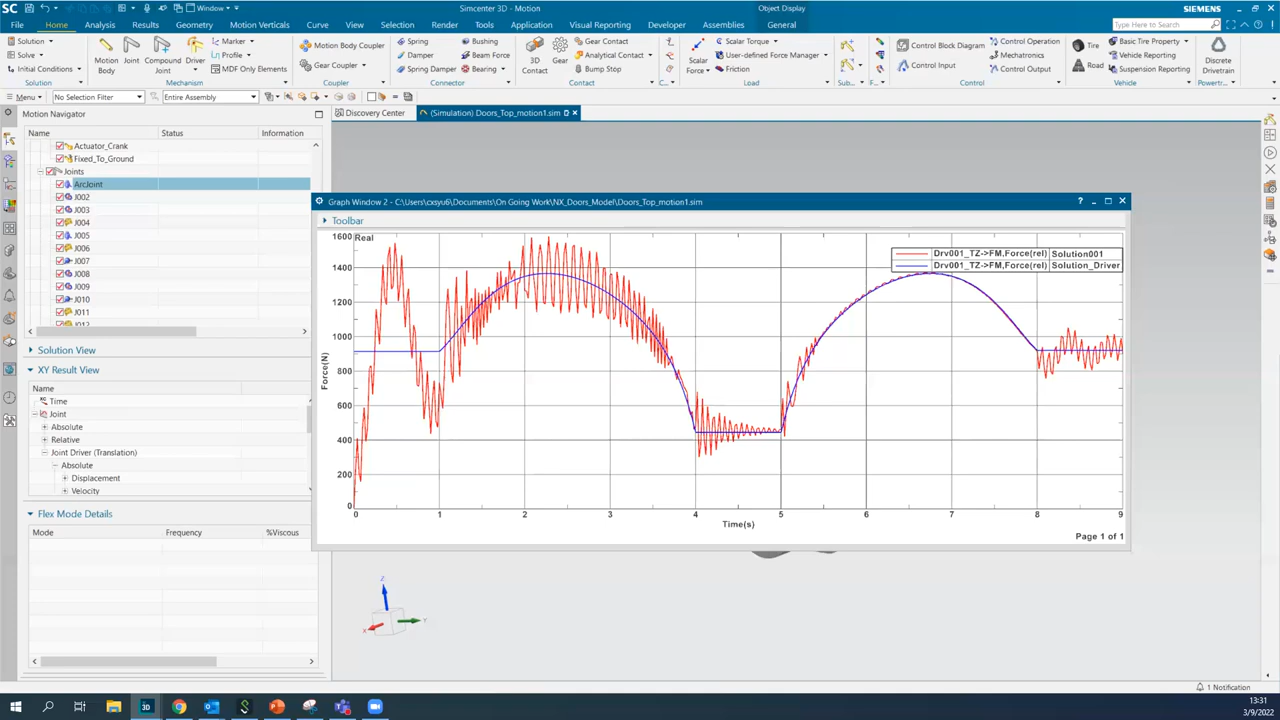 SC
Window
Simcenter 3D - Motion
Object Display
SIEMENS
File
Home
Analysis
Results
Geometry
Motion Verticals
Curve
View
Selection
Render
Tools
Application
Visual Reporting
Developer
Assemblies
General
Type Here to Search
Solution
Solve
Initial Conditions
Solution
Motion Body
Joint
Compound Joint
Driver
Marker
Profile
MDF Only Elements
Mechanism
Motion Body Coupler
Gear Coupler
Coupler
Spring
Damper
Spring Damper
Bushing
Beam Force
Bearing
Connector
3D Contact
Gear
Gear Contact
Analytical Contact
Bump Stop
Contact
C...
Scalar Force
Scalar Torque
User-defined Force Manager
Friction
Load
Sub...
F...
Control Block Diagram
Control Input
Control Operation
Mechatronics
Control Output
Control
Tire
Road
Basic Tire Property
Vehicle Reporting
Suspension Reporting
Vehicle
Discrete Drivetrain
Powertr...
Menu
No Selection Filter
Entire Assembly
Motion Navigator
Discovery Center
(Simulation) Doors_Top_motion1.sim
Name Status Information
Actuator_Crank
Fixed_To_Ground
Joints
ArcJoint
J002
J003
J004
J005
J006
J007
J008
J009
J010
J011
J012
Solution View
XY Result View
Name
Time
Joint
Absolute
Relative
Joint Driver (Translation)
Absolute
Displacement
Velocity
Flex Mode Details
Mode Frequency %Viscous
Graph Window 2 - C:\Users\cxsyu6\Documents\On Going Work\NX_Doors_Model\Doors_Top_motion1.sim
Toolbar
Real
Drv001_TZ->FM,Force(rel) Solution001
Drv001_TZ->FM,Force(rel) Solution_Driver
1600
1400
1200
1000
800
600
400
200
0
Force(N)
0 1 2 3 4 5 6 7 8 9
Time(s)
Page 1 of 1
Z
X
Y
1 Notification
3D
S
13:31
3/9/2022